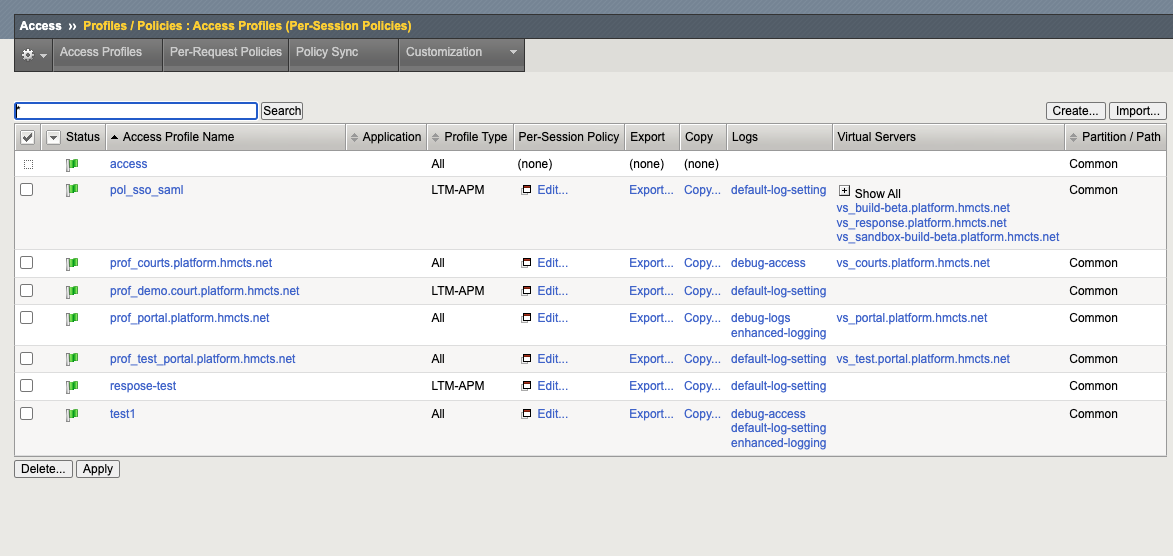 Access ›› Profiles / Policies : Access Profiles (Per-Session Policies)
Access Profiles Per-Request Policies Policy Sync Customization
* Search Create... Import...
Status Access Profile Name Application Profile Type Per-Session Policy Export Copy Logs Virtual Servers Partition / Path
access All (none) (none) (none) Common
pol_sso_saml LTM-APM Edit... Export... Copy... default-log-setting Show All Common
vs_build-beta.platform.hmcts.net
vs_response.platform.hmcts.net
vs_sandbox-build-beta.platform.hmcts.net
prof_courts.platform.hmcts.net All Edit... Export... Copy... debug-access vs_courts.platform.hmcts.net Common
prof_demo.court.platform.hmcts.net LTM-APM Edit... Export... Copy... default-log-setting Common
prof_portal.platform.hmcts.net All Edit... Export... Copy... debug-logs vs_portal.platform.hmcts.net Common
enhanced-logging
prof_test_portal.platform.hmcts.net All Edit... Export... Copy... default-log-setting vs_test.portal.platform.hmcts.net Common
respose-test LTM-APM Edit... Export... Copy... default-log-setting Common
test1 All Edit... Export... Copy... debug-access Common
default-log-setting
enhanced-logging
Delete... Apply